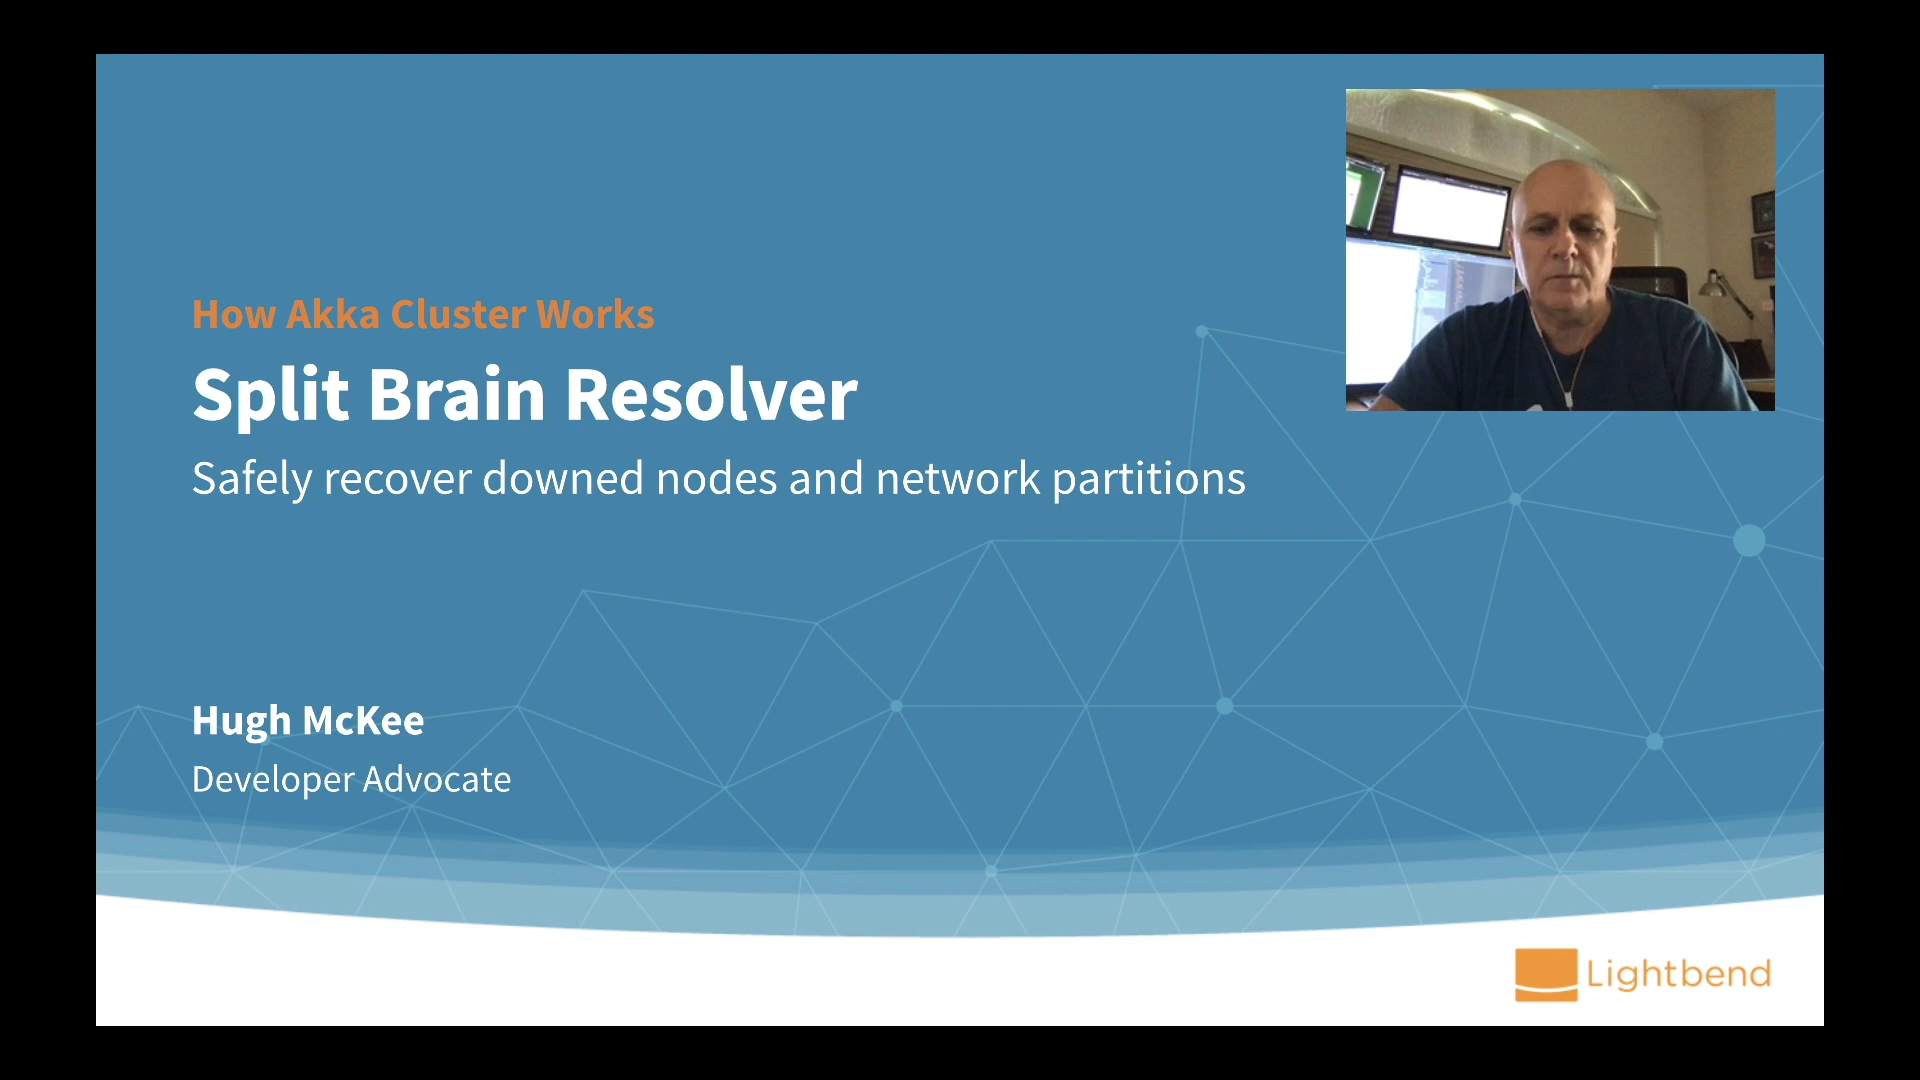 How Akka Cluster Works
Split Brain Resolver
Safely recover downed nodes and network partitions
Hugh McKee
Developer Advocate
Lightbend